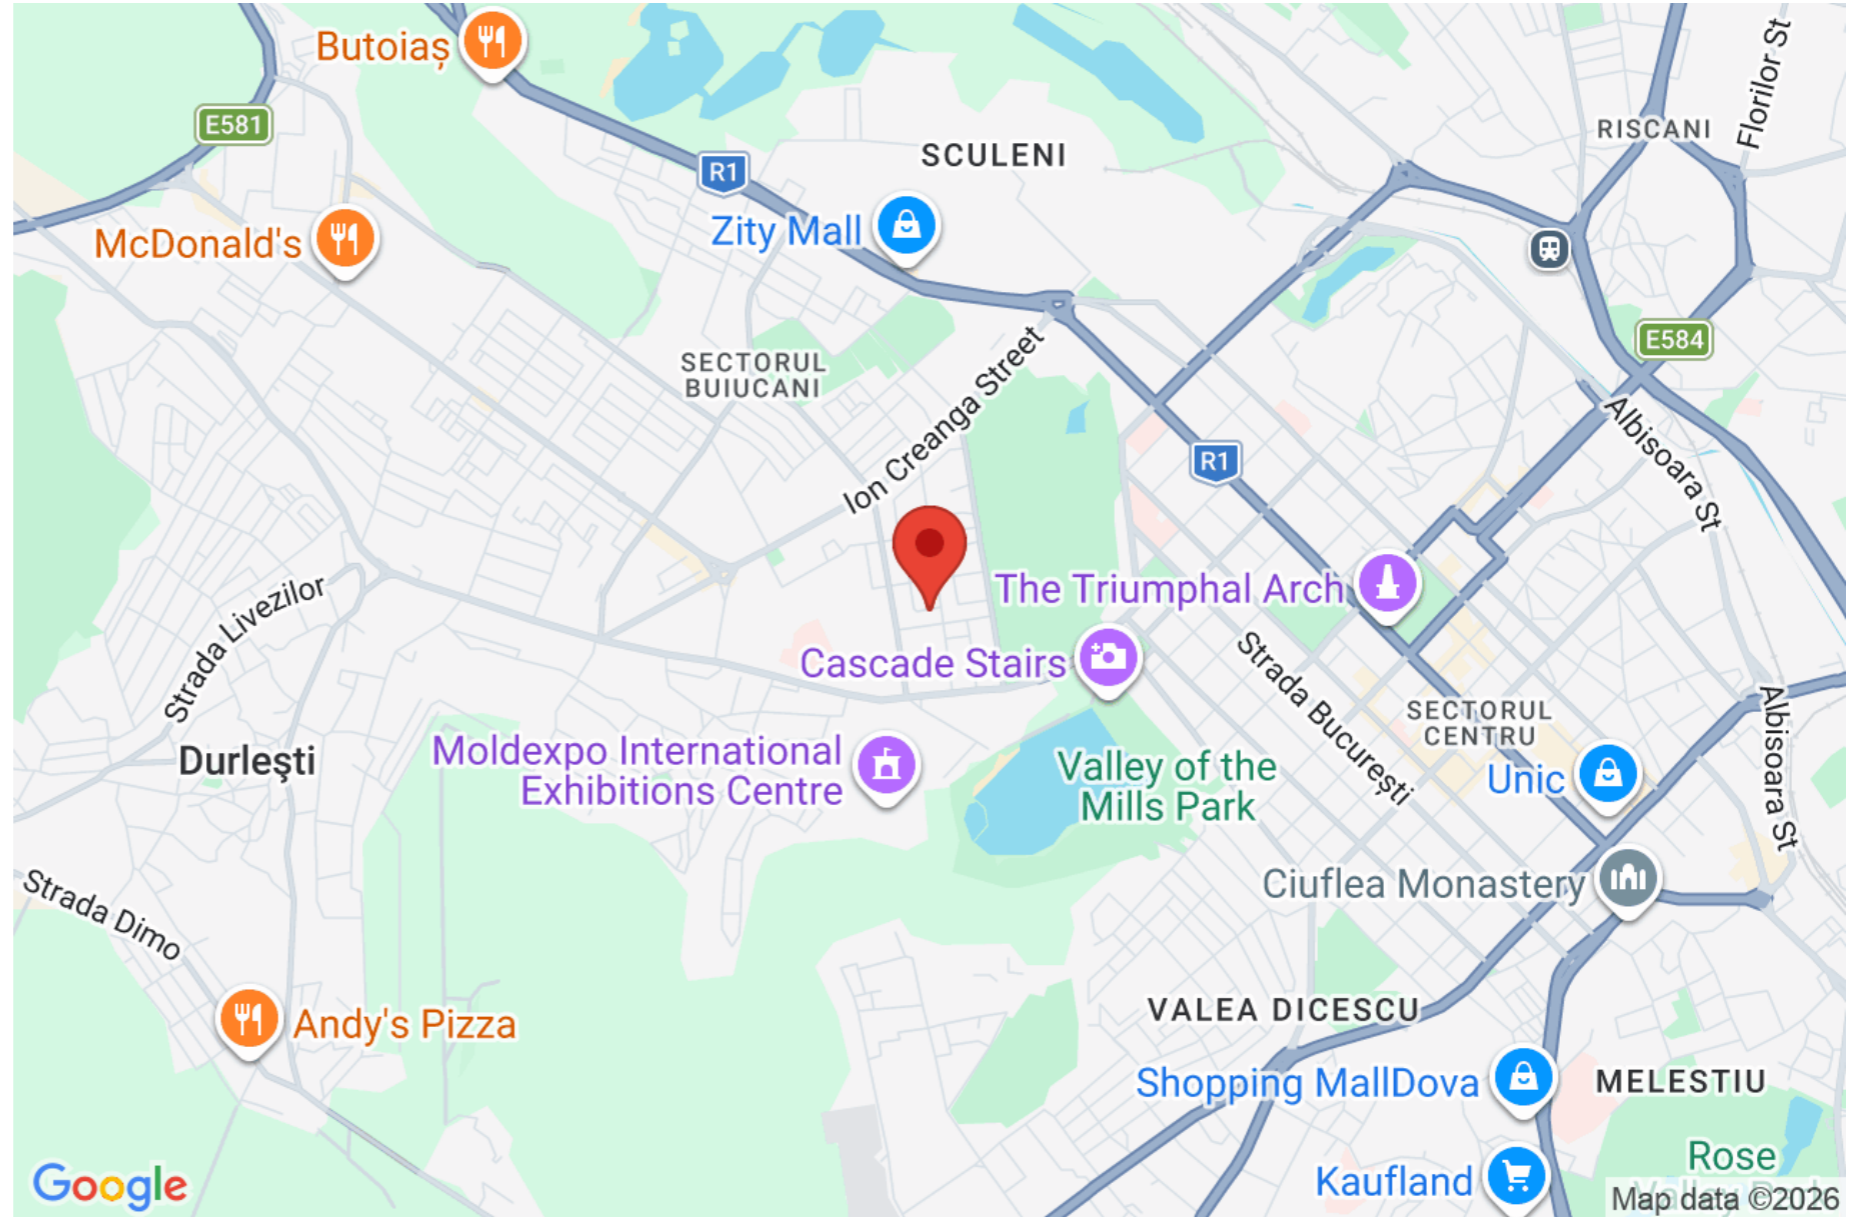 Butoiaș
E581
R1
SCULENI
RISCANI
Florilor St
McDonald's
Zity Mall
E584
SECTORUL
BUIUCANI
Ion Creanga Street
Albisoara St
R1
The Triumphal Arch
Strada Livezilor
Cascade Stairs
Strada București
SECTORUL
CENTRU
Albisoara St
Durleşti
Moldexpo International
Exhibitions Centre
Valley of the
Mills Park
Unic
Strada Dimo
Ciuflea Monastery
Andy's Pizza
VALEA DICESCU
Shopping MallDova
MELESTIU
Rose
Kaufland
Google
Map data ©2026